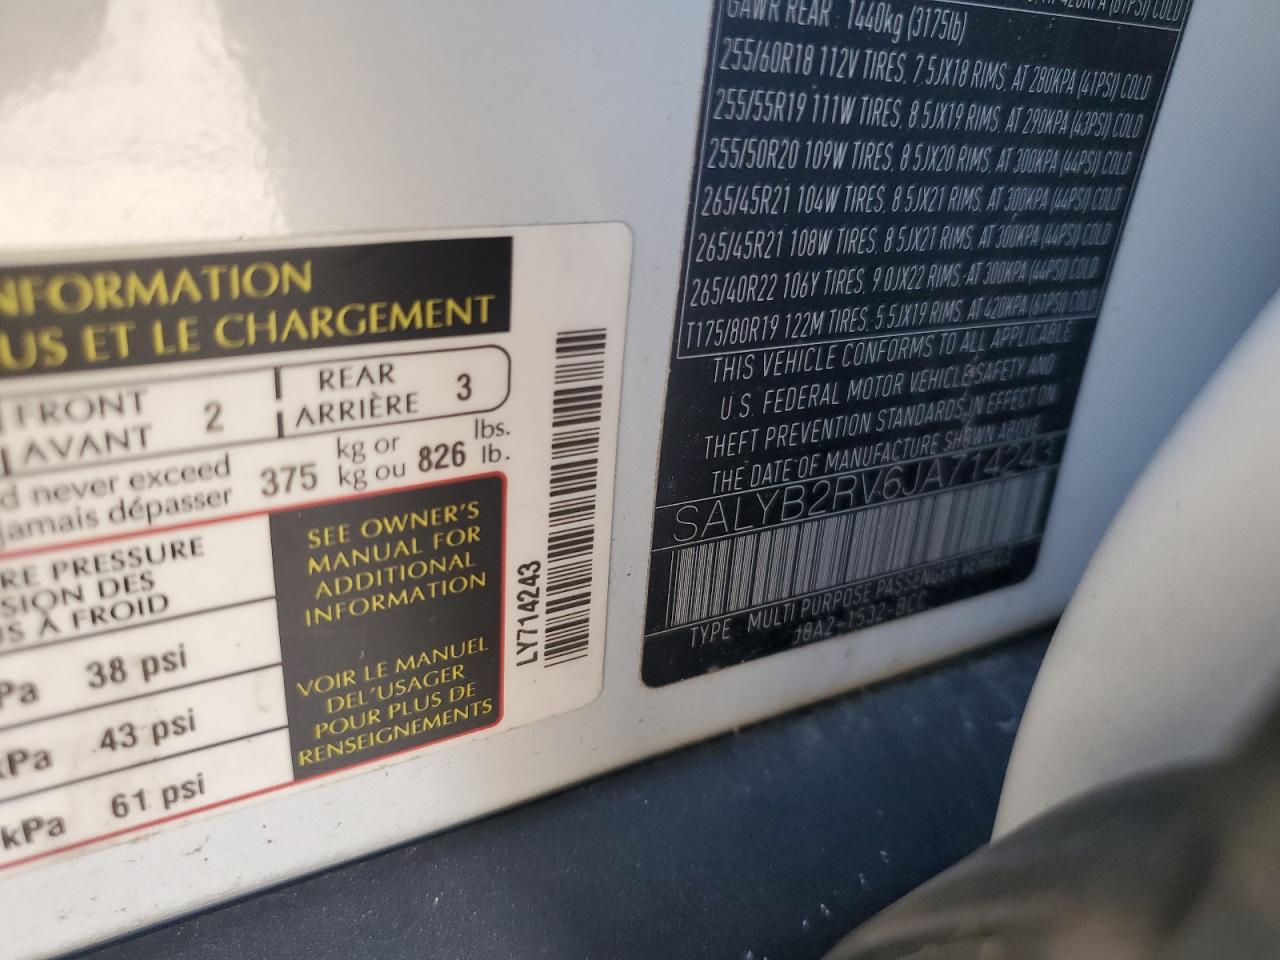 NFORMATION
US ET LE CHARGEMENT
FRONT 2 REAR 3
AVANT ARRIÈRE
d never exceed 375 kg or 826 lbs.
jamais dépasser kg ou lb.
RE PRESSURE
SION DES
S À FROID
Pa 38 psi
kPa 43 psi
kPa 61 psi
SEE OWNER'S
MANUAL FOR
ADDITIONAL
INFORMATION
VOIR LE MANUEL
DEL'USAGER
POUR PLUS DE
RENSEIGNEMENTS
LY714243
GAWR REAR 1440kg (3175lb)
255/60R18 112V TIRES, 7.5JX18 RIMS, AT 280KPA (41PSI) COLD
255/55R19 111W TIRES, 8.5JX19 RIMS, AT 290KPA (43PSI) COLD
255/50R20 109W TIRES, 8.5JX20 RIMS, AT 300KPA (44PSI) COLD
265/45R21 104W TIRES, 8.5JX21 RIMS, AT 300KPA (44PSI) COLD
265/45R21 108W TIRES, 8.5JX21 RIMS, AT 300KPA (44PSI) COLD
265/40R22 106Y TIRES, 9.0JX22 RIMS, AT 300KPA (44PSI) COLD
T175/80R19 122M TIRES, 5.5JX19 RIMS, AT 420KPA (61PSI) COLD
THIS VEHICLE CONFORMS TO ALL APPLICABLE
U.S. FEDERAL MOTOR VEHICLE SAFETY AND
THEFT PREVENTION STANDARDS IN EFFECT ON
THE DATE OF MANUFACTURE SHOWN ABOVE
SALYB2RV6JA714243
TYPE MULTI PURPOSE PASSENGER VEHICLE
J8A2-1532-BCC